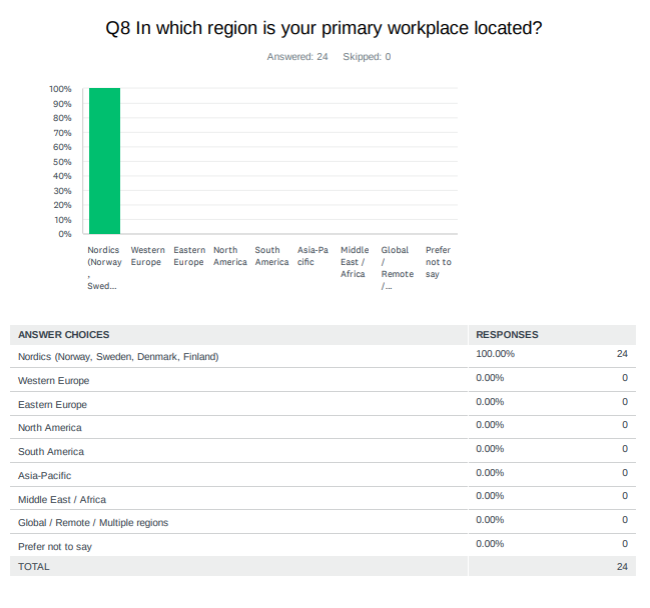 Q8 In which region is your primary workplace located?
Answered: 24 Skipped: 0
100%
90%
80%
70%
60%
50%
40%
30%
20%
10%
0%
Nordics
(Norway
,
Swed...
Western
Europe
Eastern
Europe
North
America
South
America
Asia-Pa
cific
Middle
East /
Africa
Global
/
Remote
/...
Prefer
not to
say
ANSWER CHOICES RESPONSES
Nordics (Norway, Sweden, Denmark, Finland) 100.00% 24
Western Europe 0.00% 0
Eastern Europe 0.00% 0
North America 0.00% 0
South America 0.00% 0
Asia-Pacific 0.00% 0
Middle East / Africa 0.00% 0
Global / Remote / Multiple regions 0.00% 0
Prefer not to say 0.00% 0
TOTAL 24